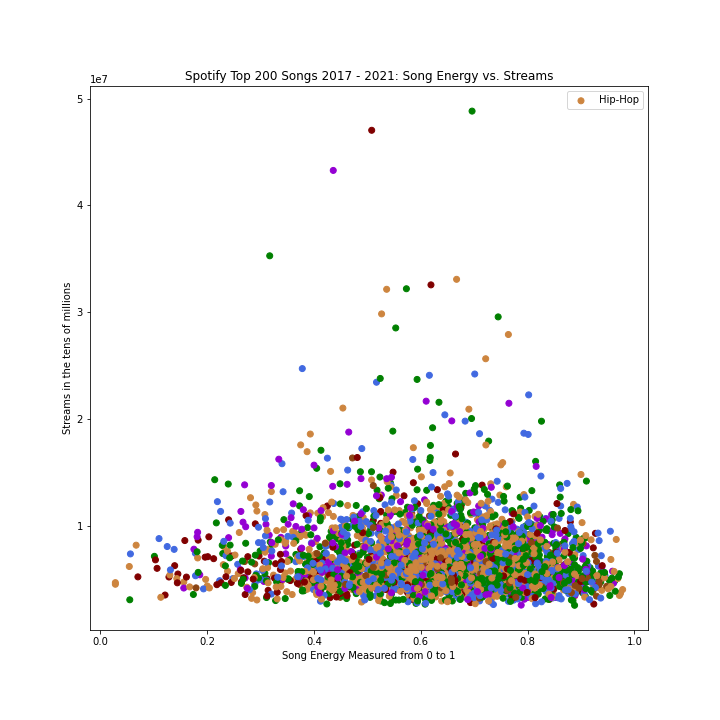 Spotify Top 200 Songs 2017 - 2021: Song Energy vs. Streams
1e7
Hip-Hop
5
4
3
2
1
Streams in the tens of millions
0.0 0.2 0.4 0.6 0.8 1.0
Song Energy Measured from 0 to 1